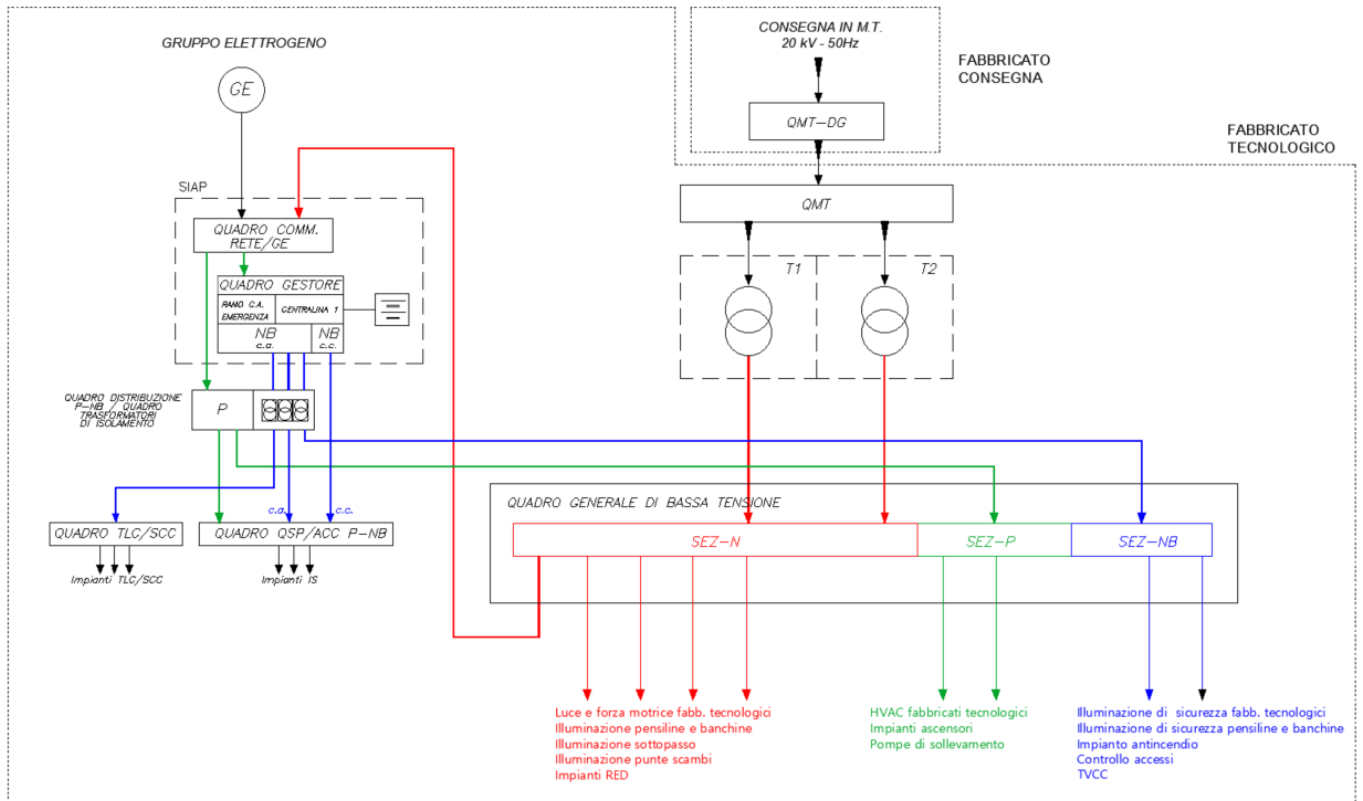 GRUPPO ELETTROGENO
GE
CONSEGNA IN M.T.
20 kV - 50Hz
FABBRICATO
CONSEGNA
QMT-DG
FABBRICATO
TECNOLOGICO
SIAP
QMT
QUADRO COMM.
RETE/GE
T1
T2
QUADRO GESTORE
RAMO C.A.
EMERGENZA
CENTRALINA 1
NB
c.a.
NB
c.c.
QUADRO DISTRIBUZIONE
P-NB / QUADRO
TRASFORMATORI
DI ISOLAMENTO
P
QUADRO GENERALE DI BASSA TENSIONE
c.a.
c.c.
QUADRO TLC/SCC
QUADRO QSP/ACC P-NB
SEZ-N
SEZ-P
SEZ-NB
Impianti TLC/SCC
Impianti IS
Luce e forza motrice fabb. tecnologici
Illuminazione pensiline e banchine
Illuminazione sottopasso
Illuminazione punte scambi
Impianti RED
HVAC fabbricati tecnologici
Impianti ascensori
Pompe di sollevamento
Illuminazione di  sicurezza fabb. tecnologici
Illuminazione di sicurezza pensiline e banchine
Impianto antincendio
Controllo accessi
TVCC